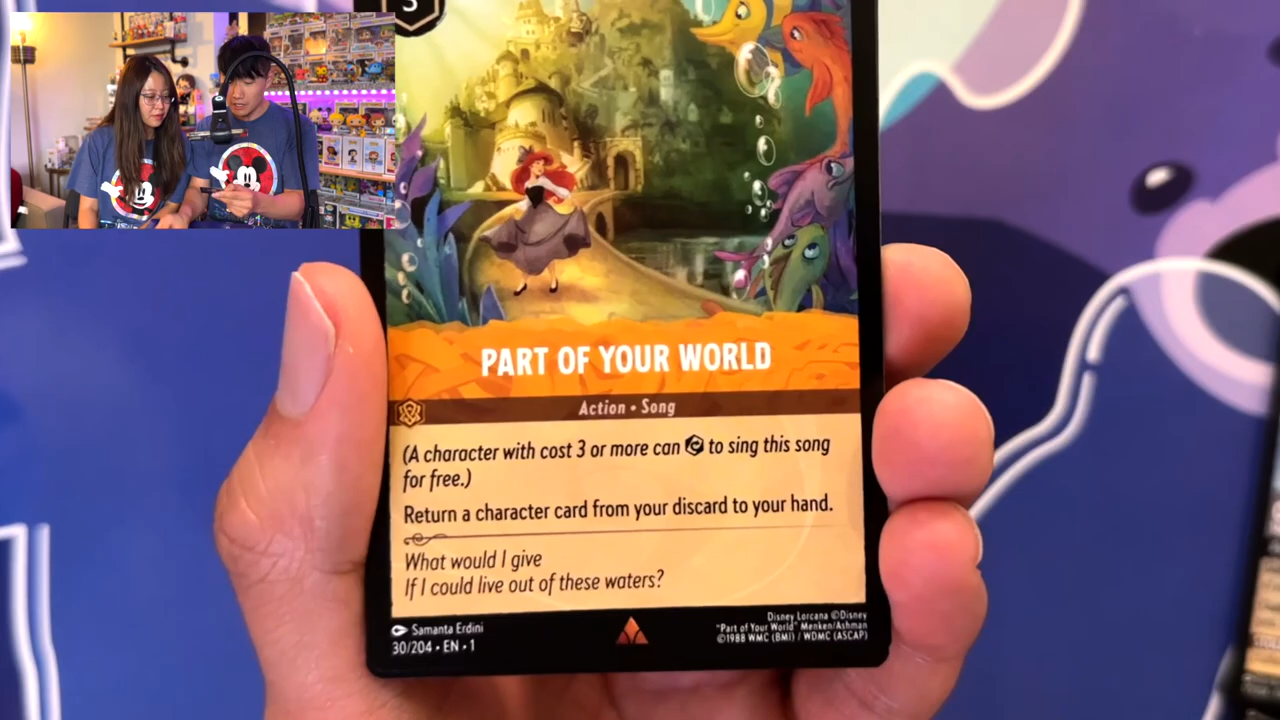 3
PART OF YOUR WORLD
Action • Song
(A character with cost 3 or more can to sing this song
for free.)
Return a character card from your discard to your hand.
What would I give
If I could live out of these waters?
Samanta Erdini
30/204 • EN • 1
Disney Lorcana ©Disney
"Part of Your World" Menken/Ashman
©1988 WMC (BMI) / WDMC (ASCAP)